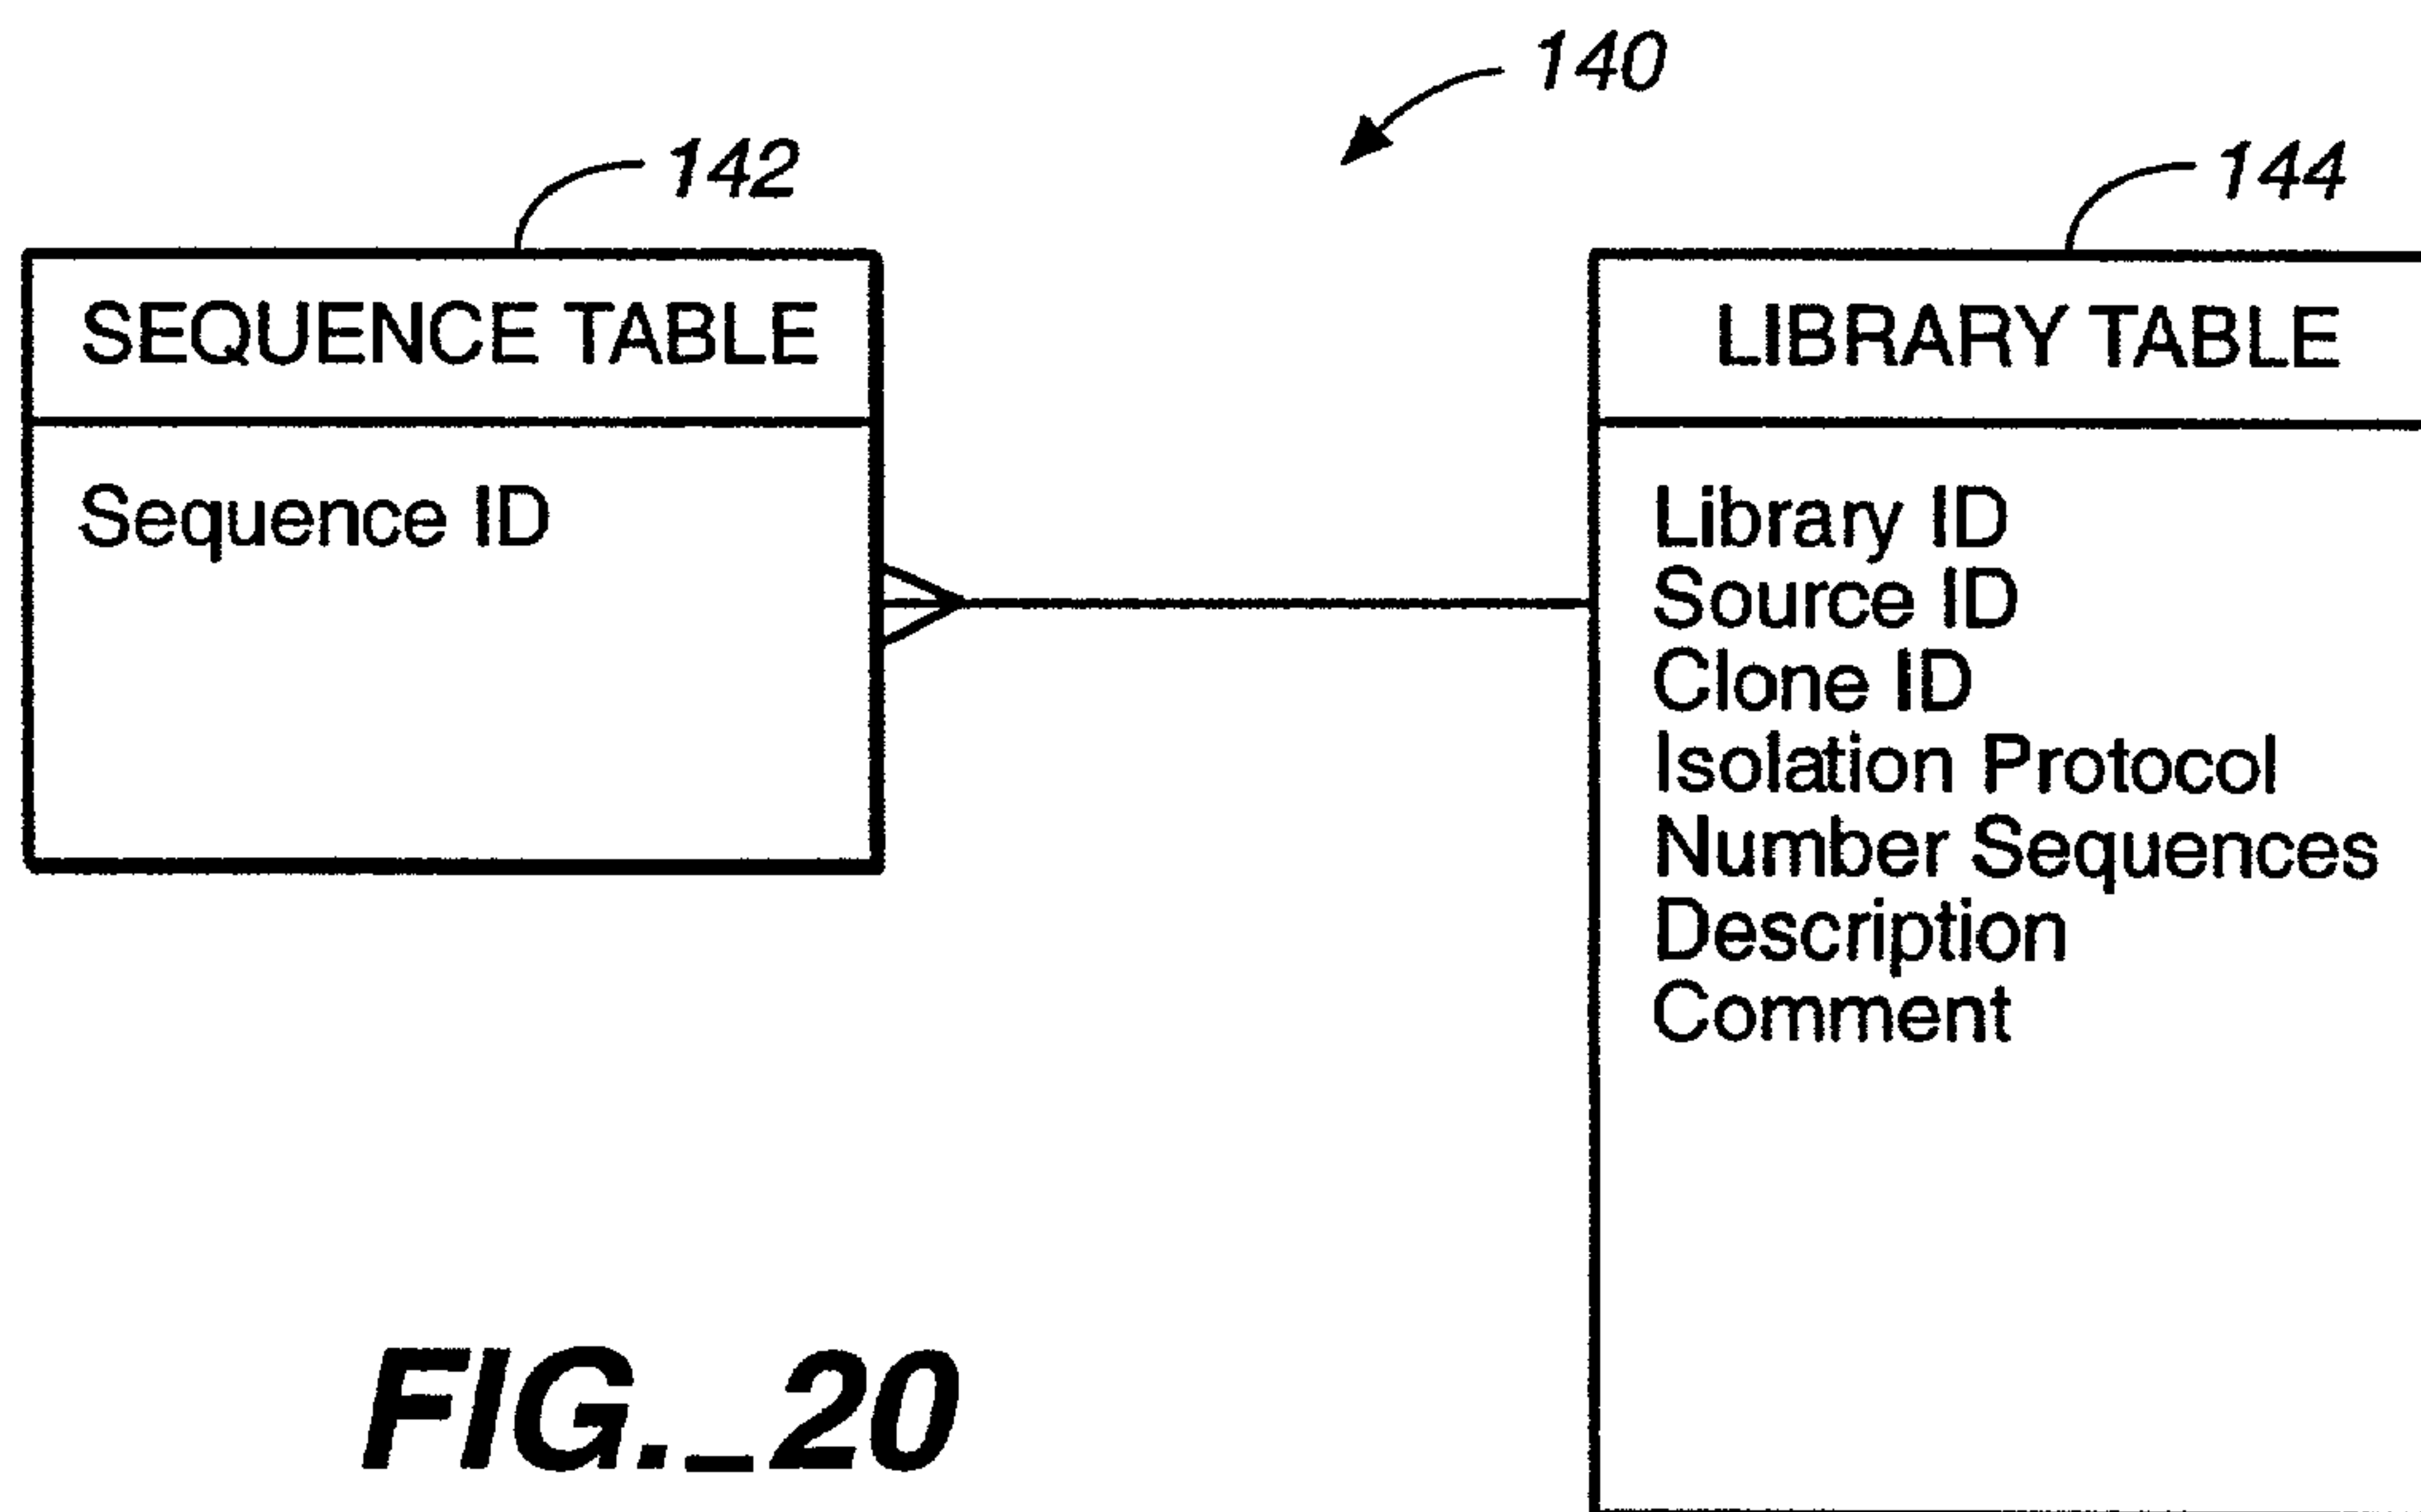 140
142
144
SEQUENCE TABLE
Sequence ID
LIBRARY TABLE
Library ID
Source ID
Clone ID
Isolation Protocol
Number Sequences
Description
Comment
FIG._20